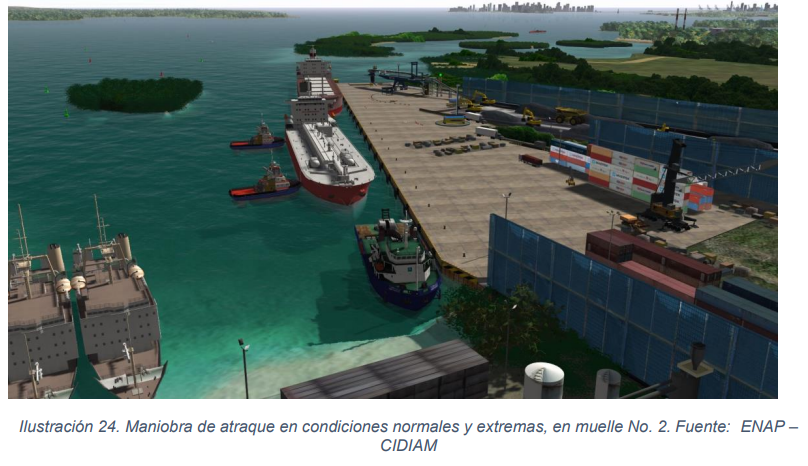 Ilustración 24. Maniobra de atraque en condiciones normales y extremas, en muelle No. 2. Fuente: ENAP –
CIDIAM